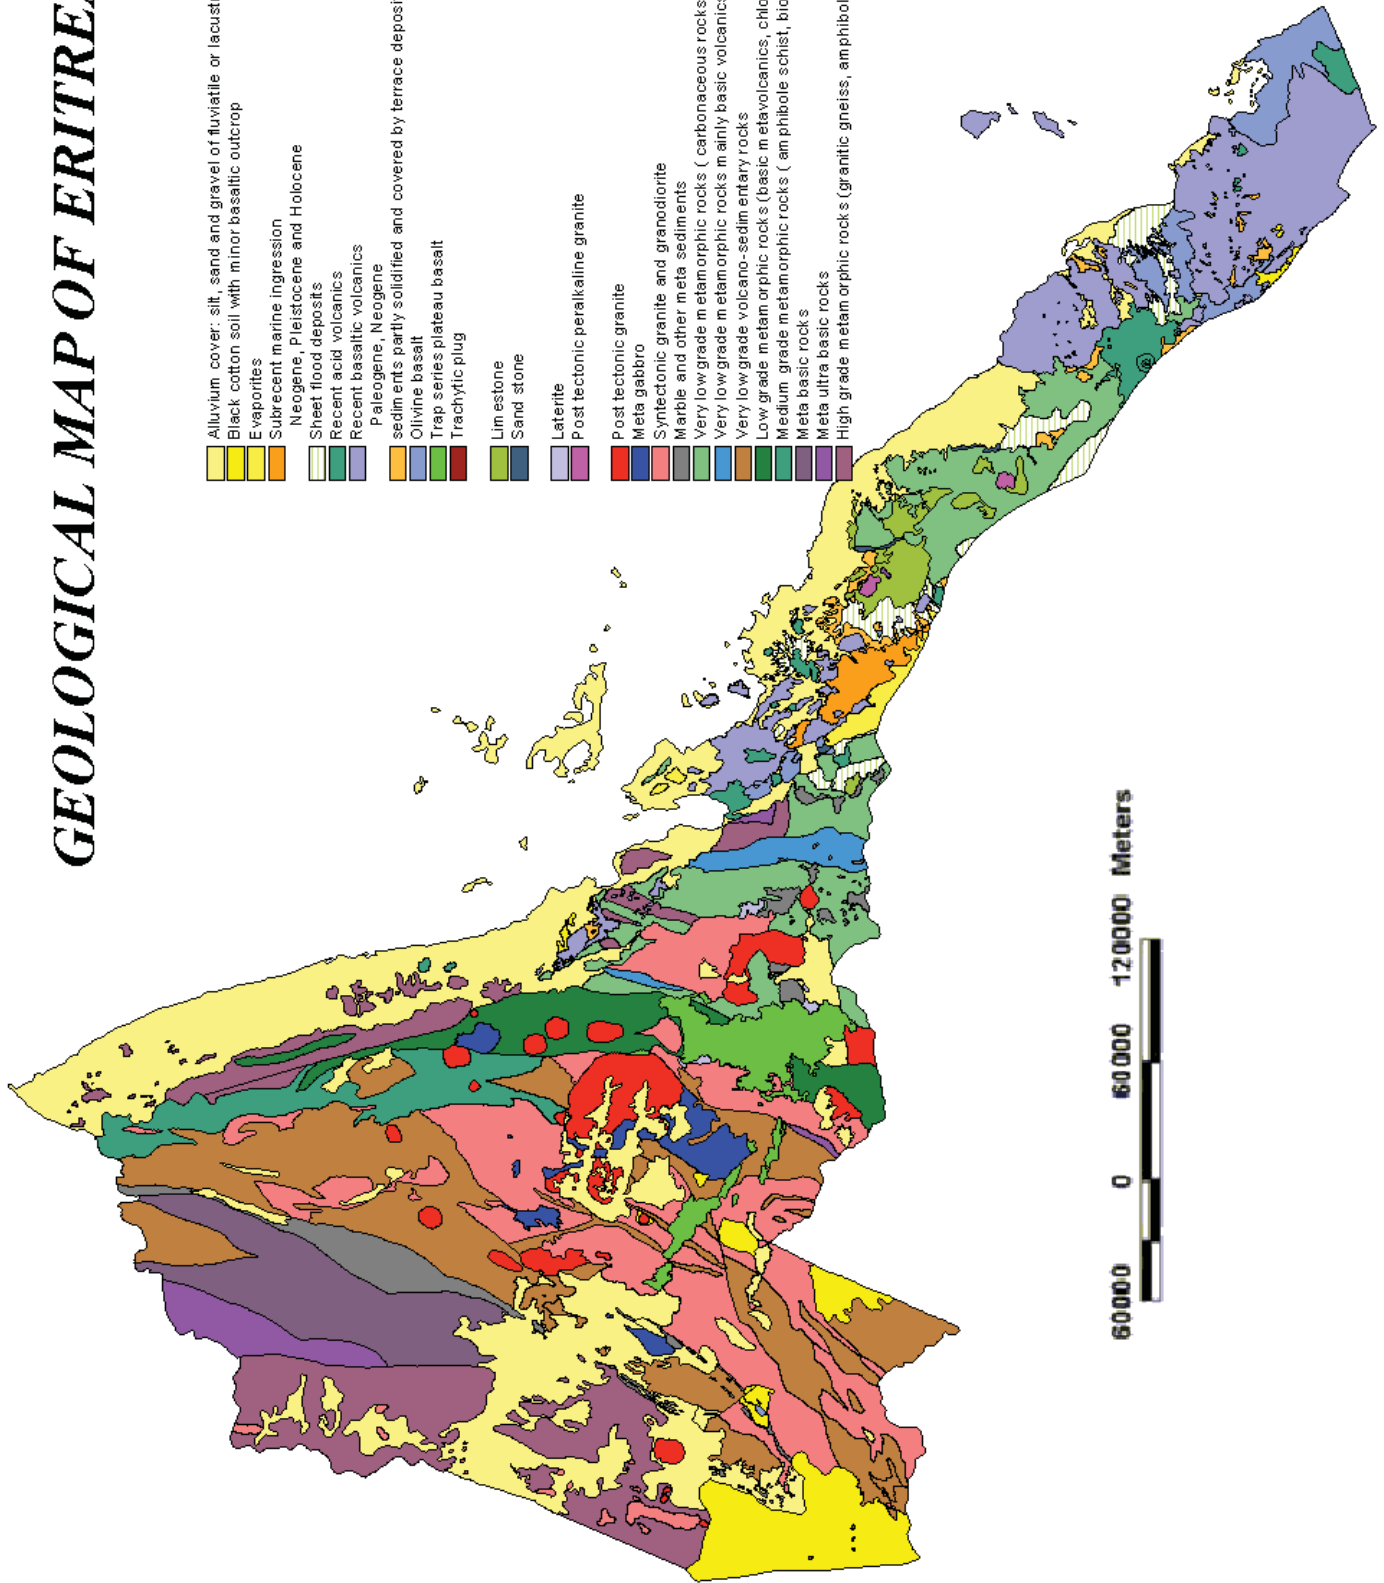 GEOLOGICAL MAP OF ERITREA
Alluvium cover: silt, sand and gravel of fluviatile or lacust
Black cotton soil with minor basaltic outcrop
Evaporites
Subrecent marine ingression
Neogene, Pleistocene and Holocene
Sheet flood deposits
Recent acid volcanics
Recent basaltic volcanics
Paleogene, Neogene
sediments partly solidified and covered by terrace deposi
Olivine basalt
Trap series plateau basalt
Trachytic plug
Limestone
Sand stone
Laterite
Post tectonic peralkaline granite
Post tectonic granite
Meta gabbro
Syntectonic granite and granodiorite
Marble and other meta sediments
Very low grade metamorphic rocks ( carbonaceous rocks
Very low grade metamorphic rocks mainly basic volcanics
Very low grade volcano-sedimentary rocks
Low grade metamorphic rocks (basic metavolcanics, chlo
Medium grade metamorphic rocks ( amphibole schist, bio
Meta basic rocks
Meta ultra basic rocks
High grade metamorphic rocks (granitic gneiss, amphibol
60000 0 60000 120000 Meters